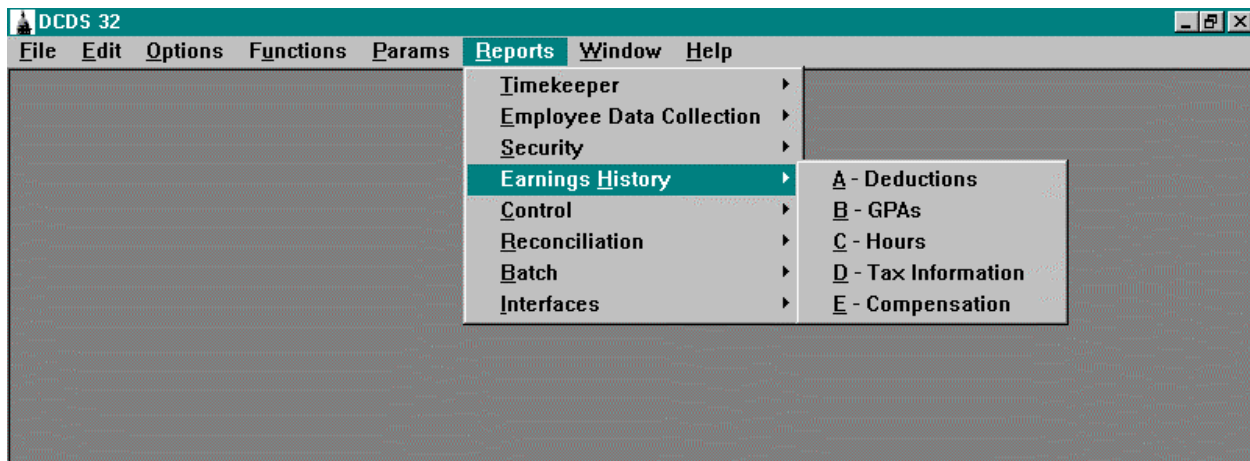 DCDS 32
File Edit Options Functions Params Reports Window Help
Timekeeper
Employee Data Collection
Security
Earnings History
Control
Reconciliation
Batch
Interfaces
A - Deductions
B - GPAs
C - Hours
D - Tax Information
E - Compensation